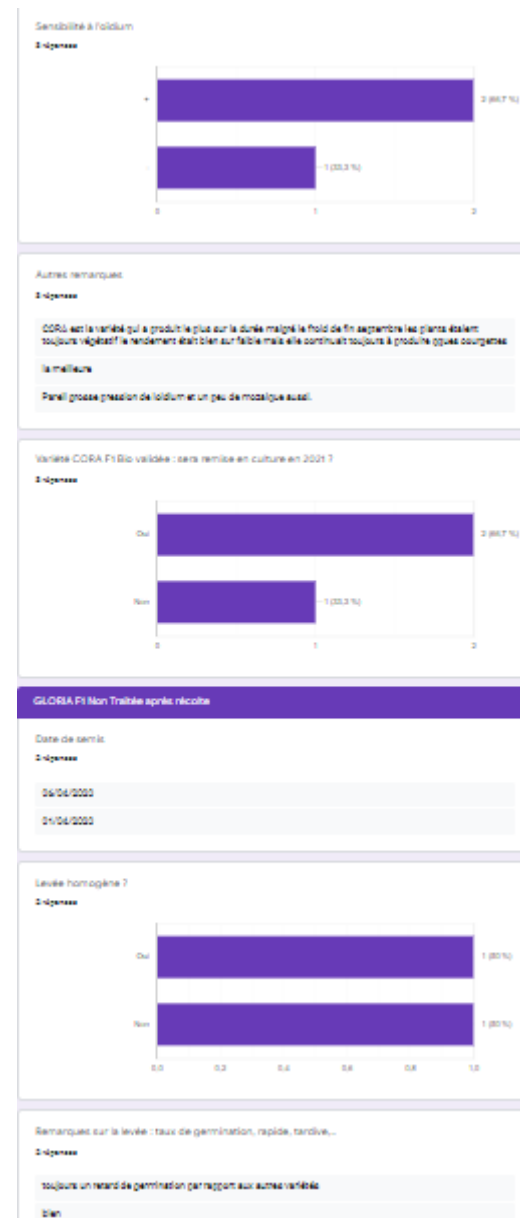 Sensibilité à l'oïdium
3 réponses
+
2 (66,7 %)
-
1 (33,3 %)
0 1 2
Autres remarques
3 réponses
CORA est la variété qui a produit le plus sur la durée malgré le froid de fin septembre les plants étaient
toujours végétatif le rendement était bien sur faible mais elle continuait toujours à produire qques courgettes
la meilleure
Pareil grosse pression de loidium et un peu de mozaïque aussi.
Variété CORA F1 Bio validée : sera remise en culture en 2021 ?
3 réponses
Oui
2 (66,7 %)
Non
1 (33,3 %)
0 1 2
GLORIA F1 Non Traitée après récolte
Date de semis
2 réponses
Levée homogène ?
2 réponses
Oui
1 (50 %)
Non
1 (50 %)
0,0 0,2 0,4 0,6 0,8 1,0
Remarques sur la levée : taux de germination, rapide, tardive,...
2 réponses
toujours un retard de germination par rapport aux autres variétés
bien